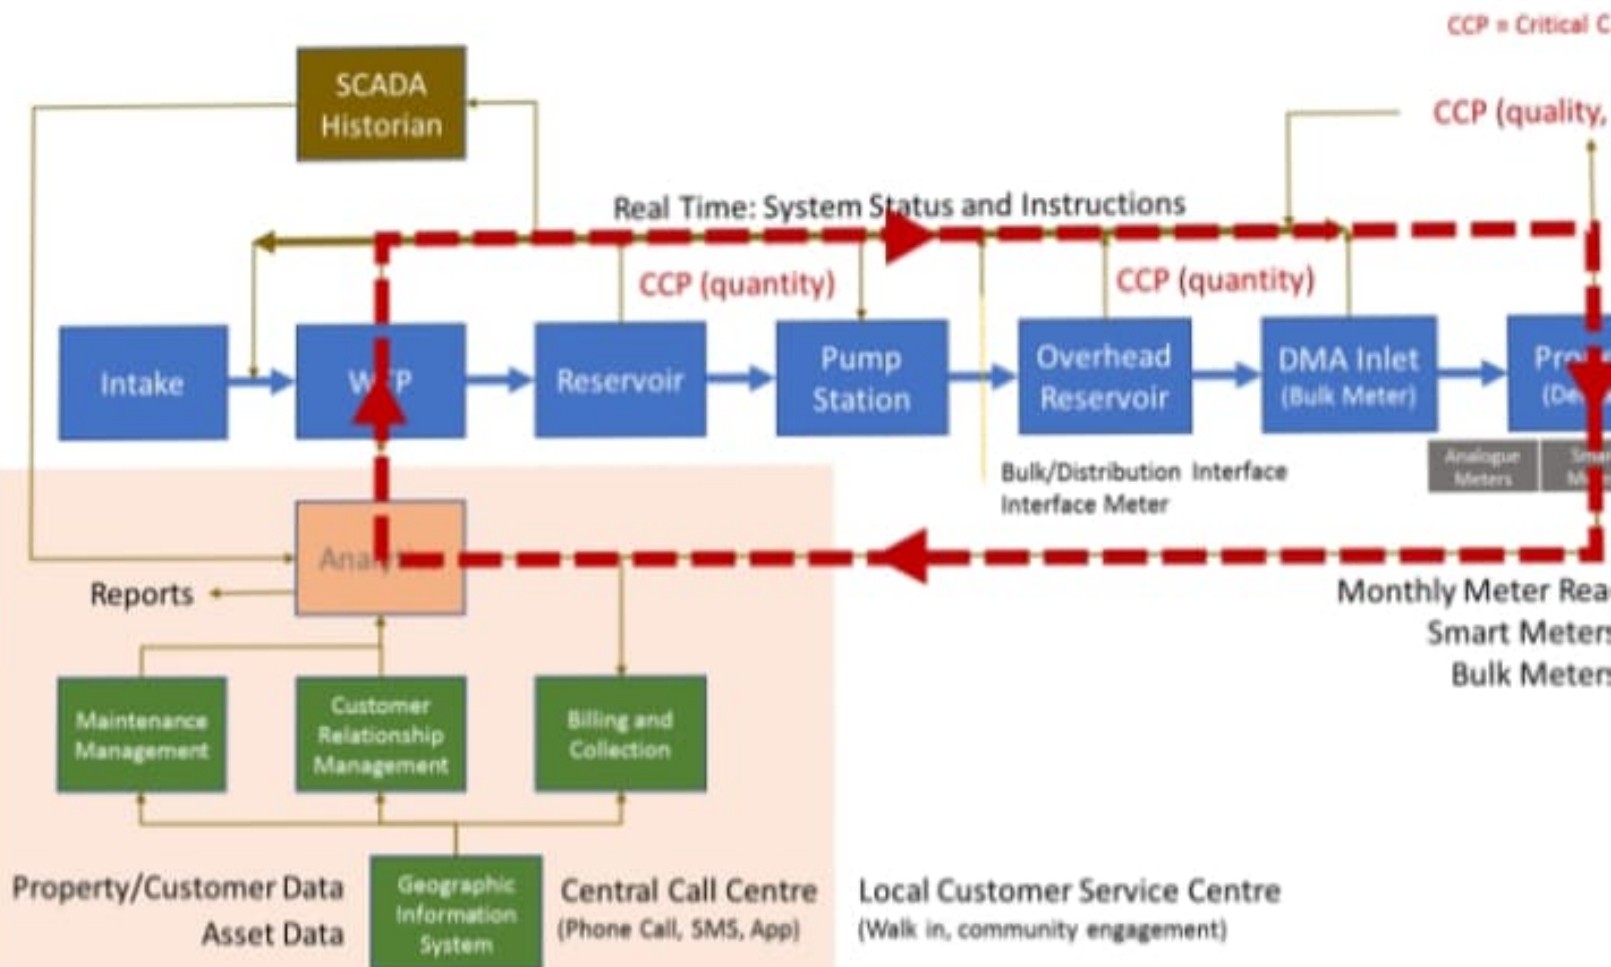 CCP = Critical C
SCADA
Historian
CCP (quality,
Real Time: System Status and Instructions
CCP (quantity)
CCP (quantity)
Intake
Reservoir
Pump
Station
Overhead
Reservoir
DMA Inlet
(Bulk Meter)
Analogue
Meters
Bulk/Distribution Interface
Interface Meter
Reports
Monthly Meter Rea
Smart Meters
Bulk Meters
Maintenance
Management
Customer
Relationship
Management
Billing and
Collection
Property/Customer Data
Asset Data
Geographic
Information
System
Central Call Centre
(Phone Call, SMS, App)
Local Customer Service Centre
(Walk in, community engagement)